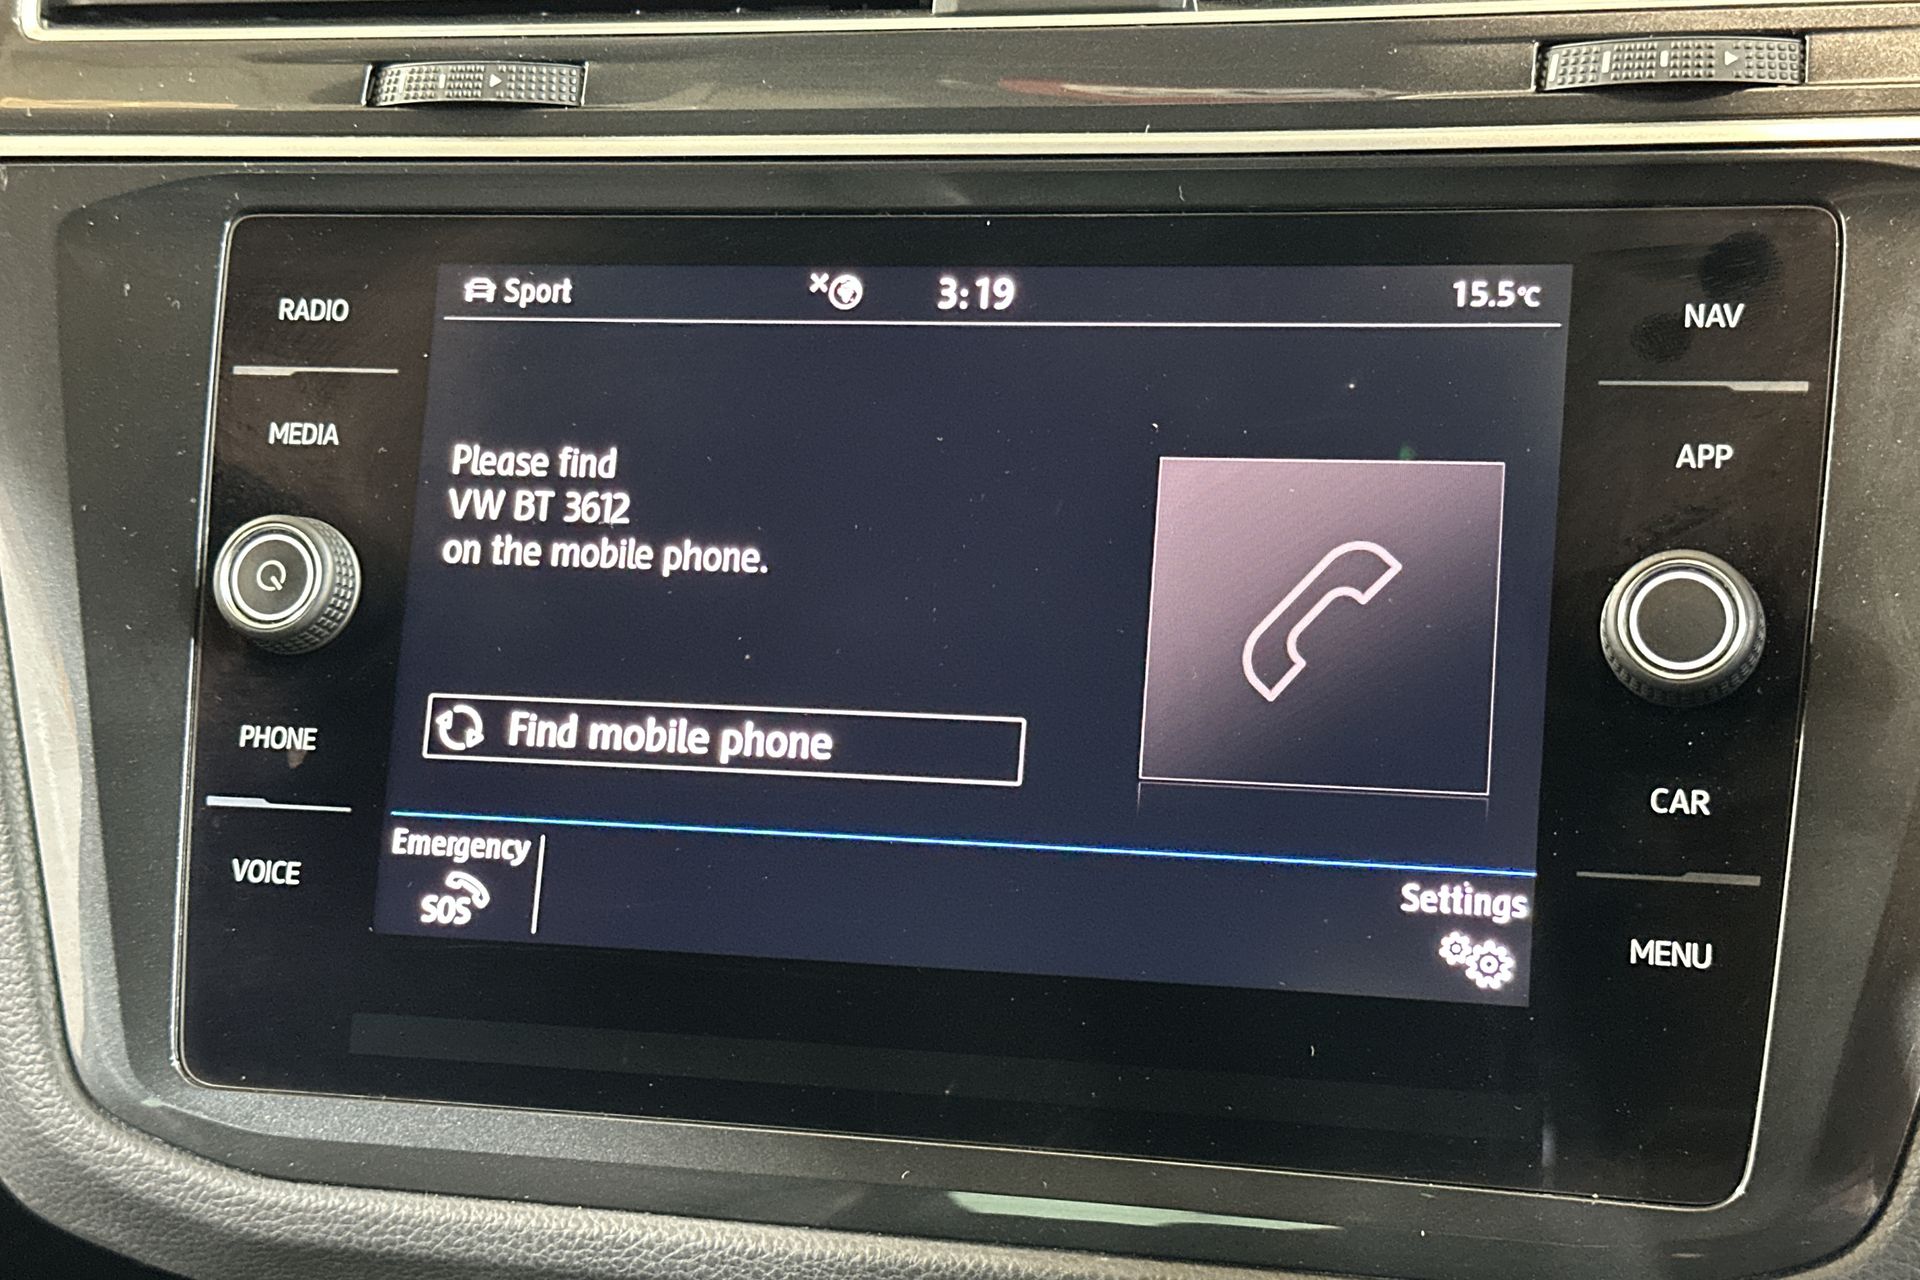 RADIO
MEDIA
PHONE
VOICE
Sport
3:19
15.5°C
Please find
VW BT 3612
on the mobile phone.
Find mobile phone
Emergency
SOS
Settings
NAV
APP
CAR
MENU